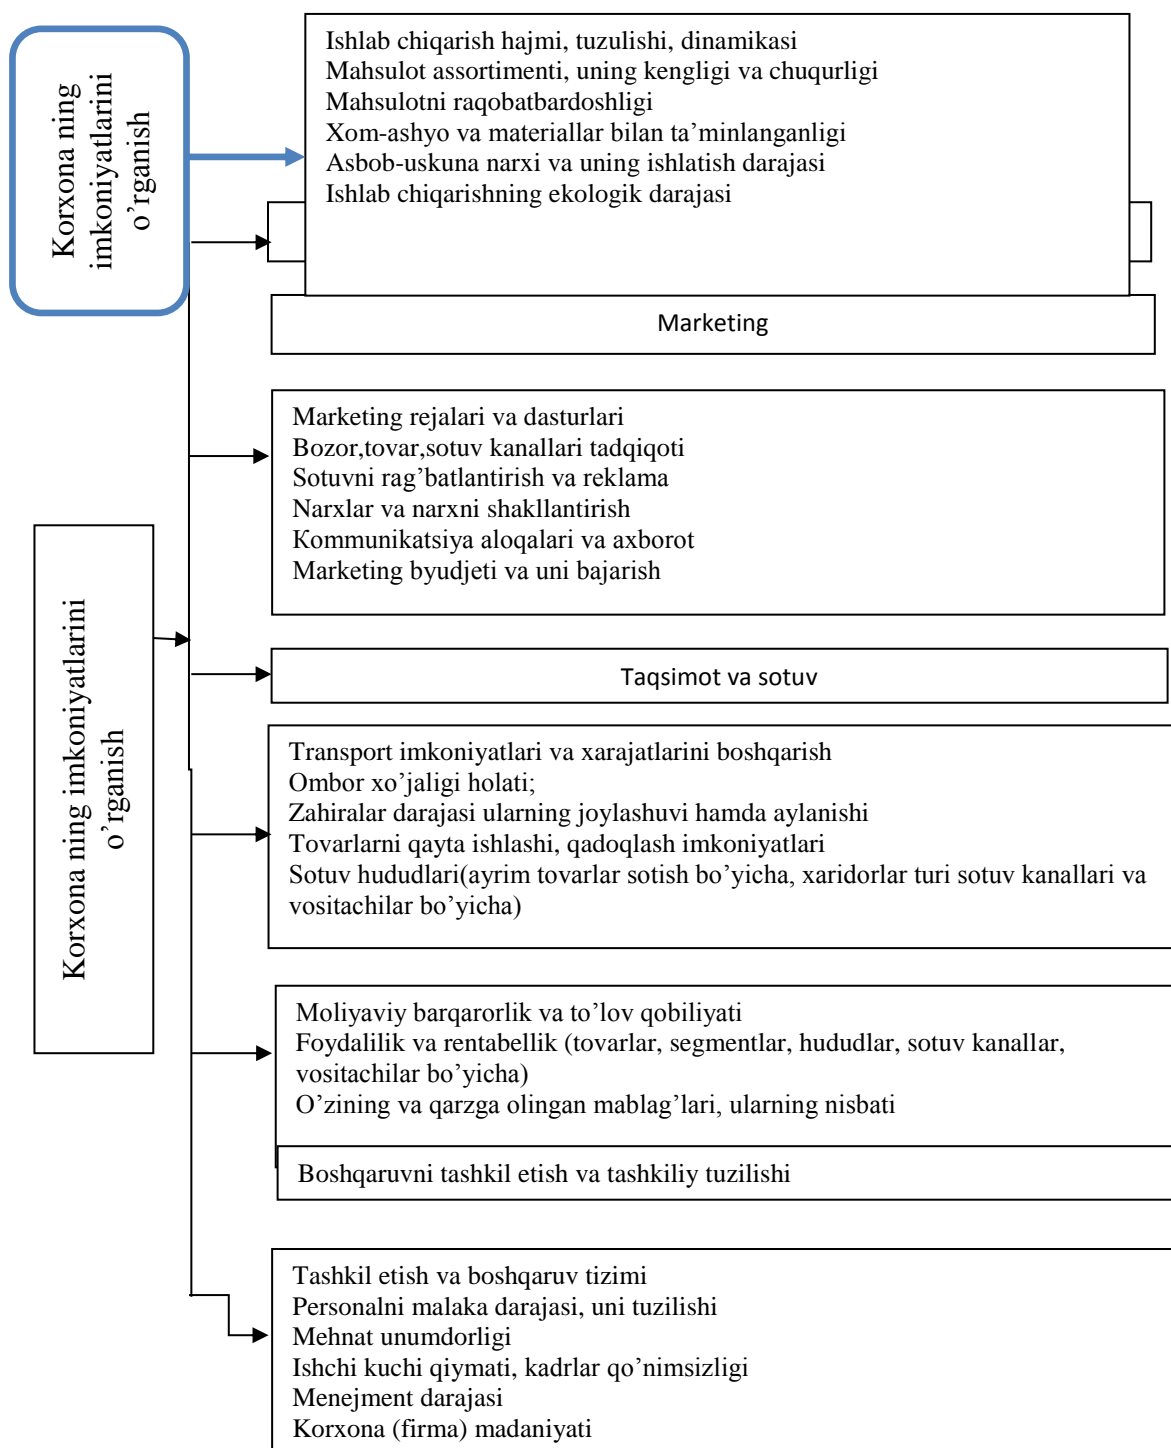 Korxona ning
imkoniyatlarini
o’rganish
Ishlab chiqarish hajmi, tuzulishi, dinamikasi
Mahsulot assortimenti, uning kengligi va chuqurligi
Mahsulotni raqobatbardoshligi
Xom-ashyo va materiallar bilan ta’minlanganligi
Asbob-uskuna narxi va uning ishlatish darajasi
Ishlab chiqarishning ekologik darajasi
Marketing
Marketing rejalari va dasturlari
Bozor,tovar,sotuv kanallari tadqiqoti
Sotuvni rag’batlantirish va reklama
Narxlar va narxni shakllantirish
Kommunikatsiya aloqalari va axborot
Marketing byudjeti va uni bajarish
Korxona ning imkoniyatlarini
o’rganish
Taqsimot va sotuv
Transport imkoniyatlari va xarajatlarini boshqarish
Ombor xo’jaligi holati;
Zahiralar darajasi ularning joylashuvi hamda aylanishi
Tovarlarni qayta ishlashi, qadoqlash imkoniyatlari
Sotuv hududlari(ayrim tovarlar sotish bo’yicha, xaridorlar turi sotuv kanallari va
vositachilar bo’yicha)
Moliyaviy barqarorlik va to’lov qobiliyati
Foydalilik va rentabellik (tovarlar, segmentlar, hududlar, sotuv kanallar,
vositachilar bo’yicha)
O’zining va qarzga olingan mablag’lari, ularning nisbati
Boshqaruvni tashkil etish va tashkiliy tuzilishi
Tashkil etish va boshqaruv tizimi
Personalni malaka darajasi, uni tuzilishi
Mehnat unumdorligi
Ishchi kuchi qiymati, kadrlar qo’nimsizligi
Menejment darajasi
Korxona (firma) madaniyati